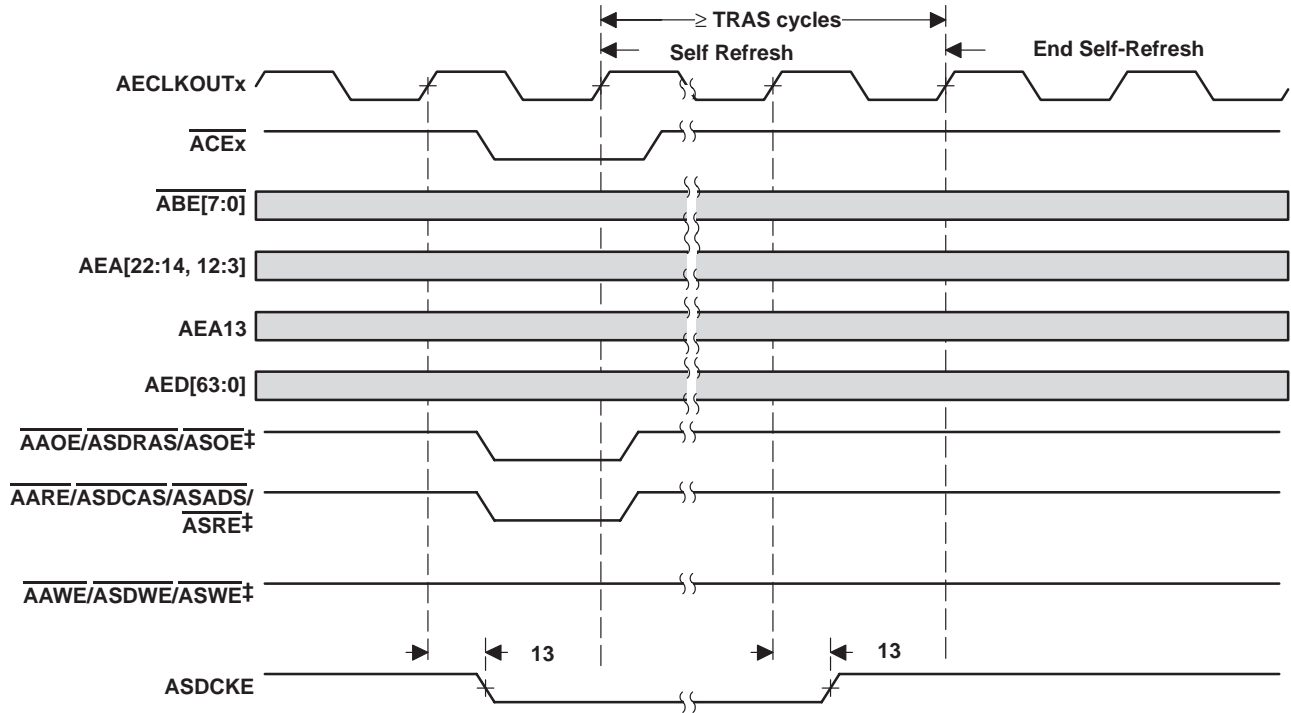 ≥ TRAS cycles
Self Refresh
End Self-Refresh
AECLKOUTx
ACEx
ABE[7:0]
AEA[22:14, 12:3]
AEA13
AED[63:0]
AAOE/ASDRAS/ASOE‡
AARE/ASDCAS/ASADS/
ASRE‡
AAWE/ASDWE/ASWE‡
13
13
ASDCKE